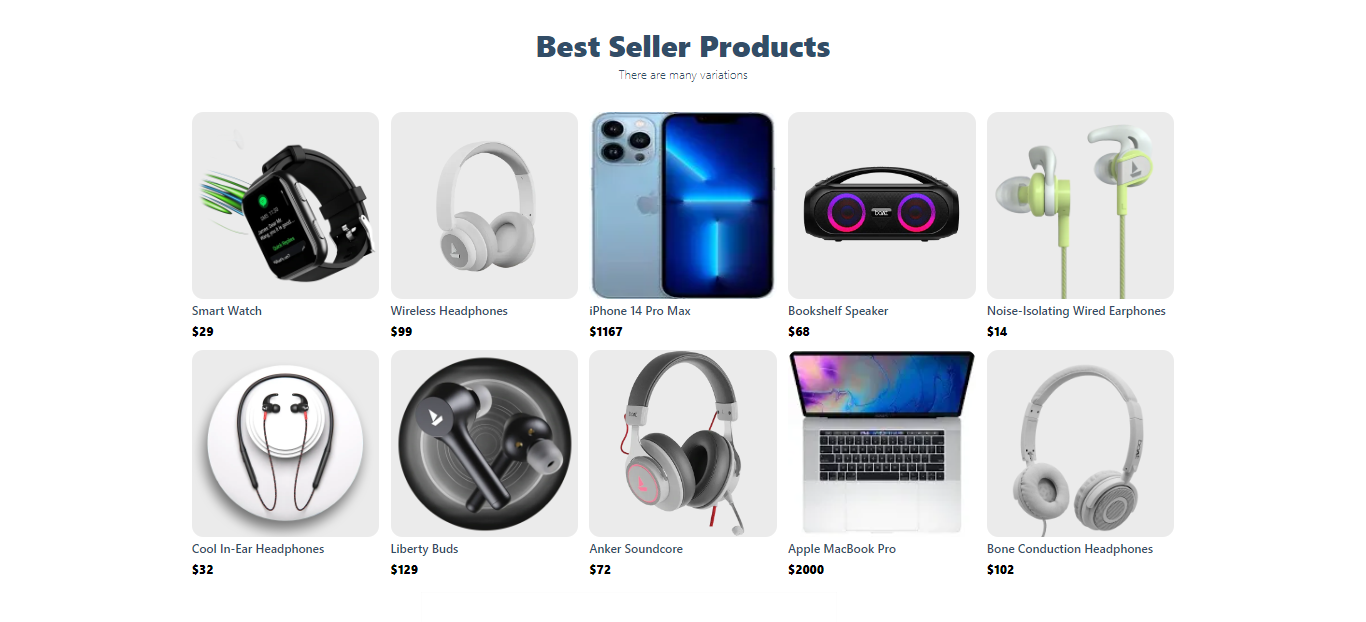 Best Seller Products
There are many variations
Smart Watch
$29
Wireless Headphones
$99
iPhone 14 Pro Max
$1167
Bookshelf Speaker
$68
Noise-Isolating Wired Earphones
$14
Cool In-Ear Headphones
$32
Liberty Buds
$129
Anker Soundcore
$72
Apple MacBook Pro
$2000
Bone Conduction Headphones
$102